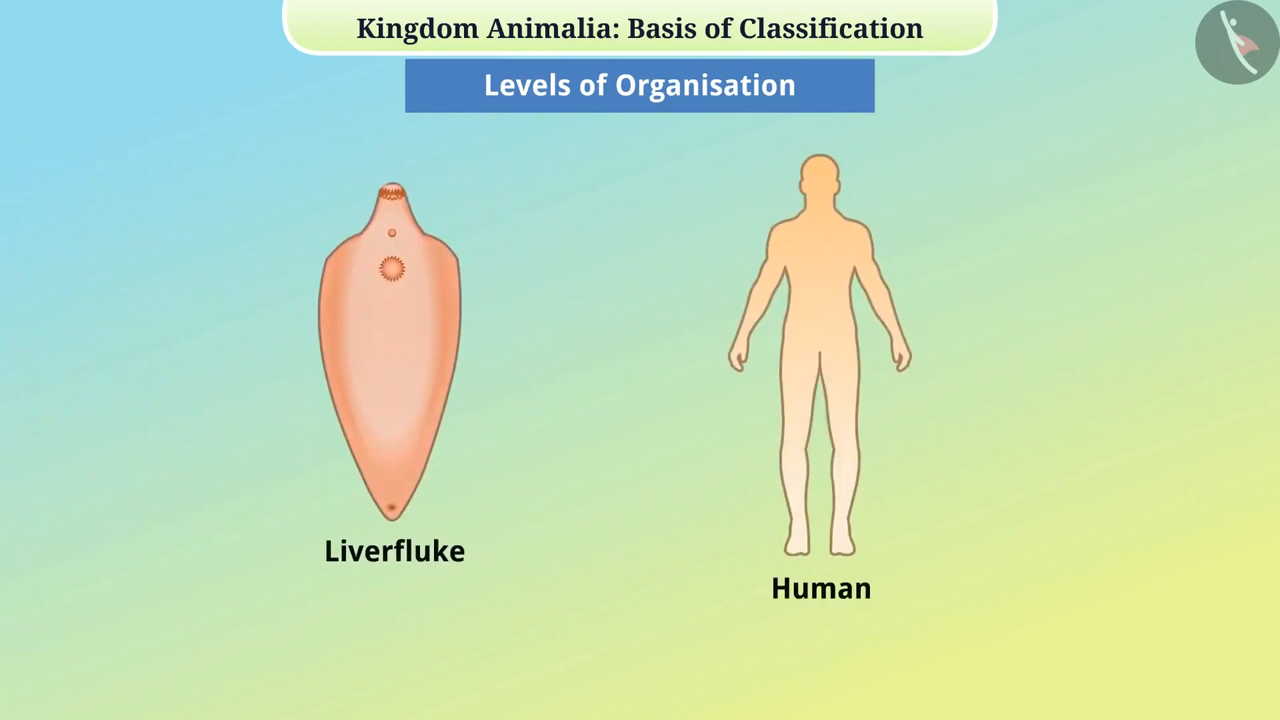 Kingdom Animalia: Basis of Classification
Levels of Organisation
Liverfluke
Human